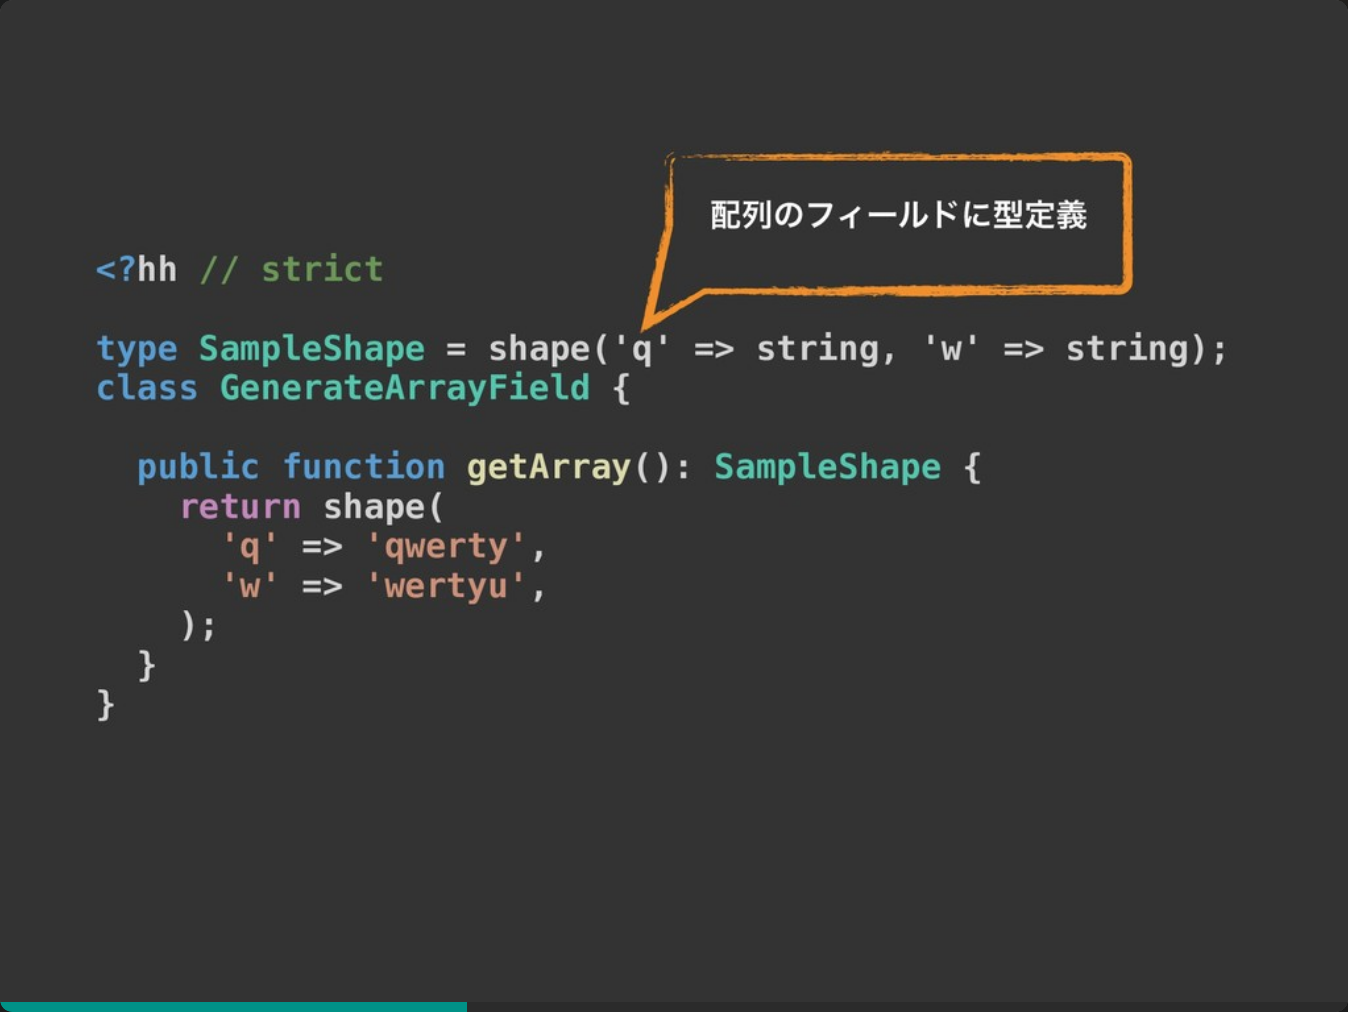 配列のフィールドに型定義
<?hh // strict
type SampleShape = shape('q' => string, 'w' => string);
class GenerateArrayField {
public function getArray(): SampleShape {
return shape(
'q' => 'qwerty',
'w' => 'wertyu',
);
}
}